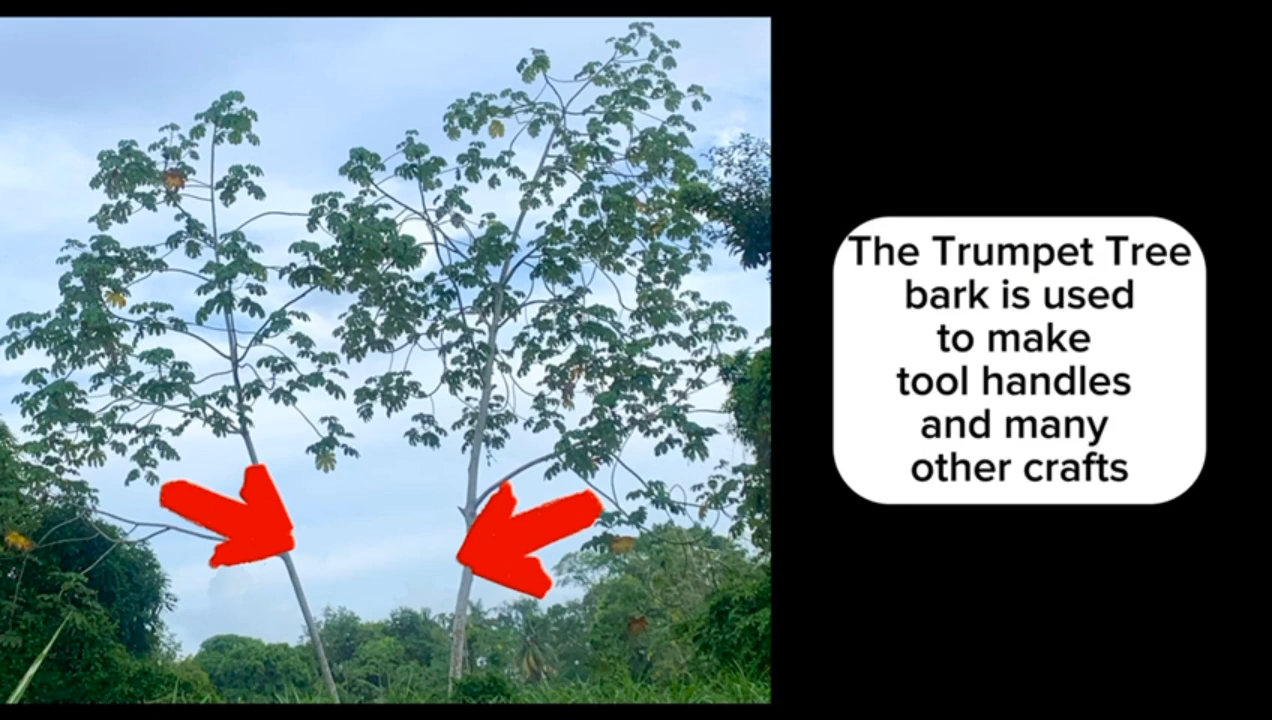 The Trumpet Tree
bark is used
to make
tool handles
and many
other crafts